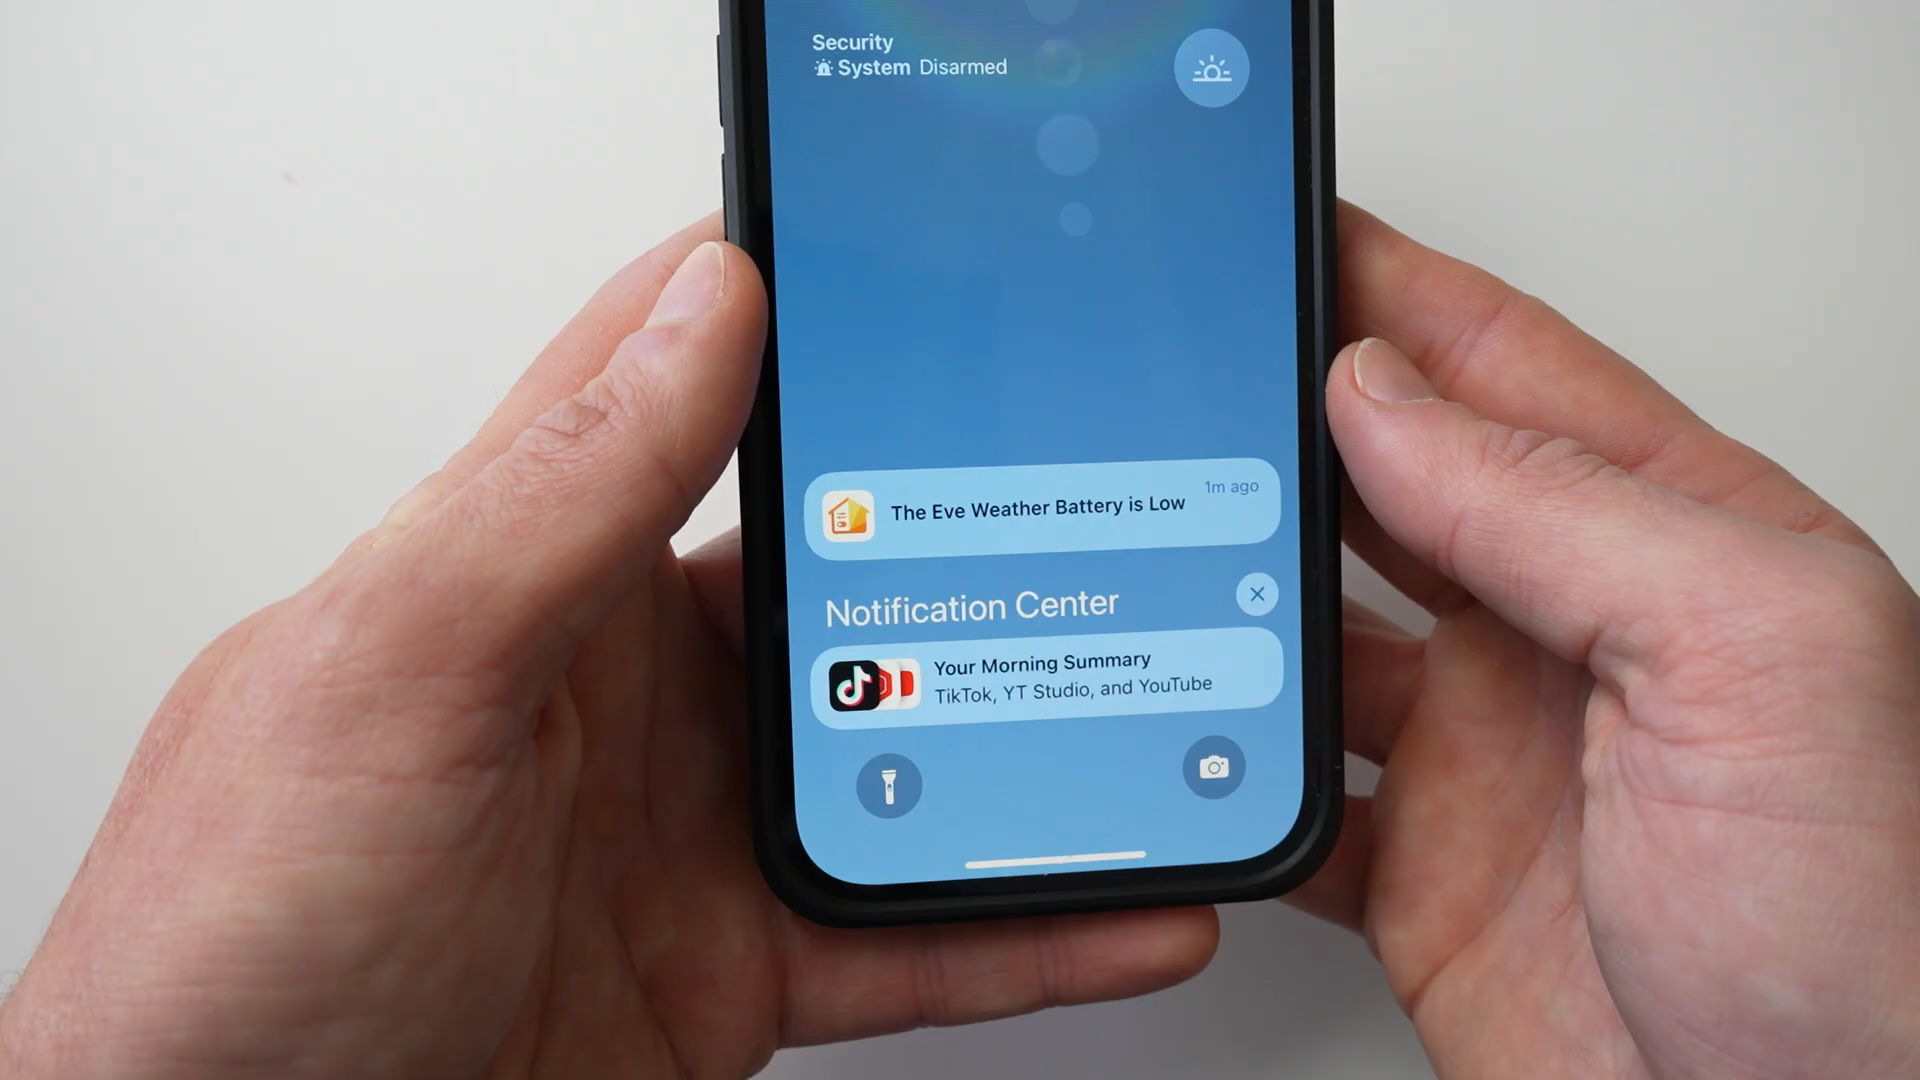 Security
System Disarmed
1m ago
The Eve Weather Battery is Low
Notification Center
Your Morning Summary
TikTok, YT Studio, and YouTube